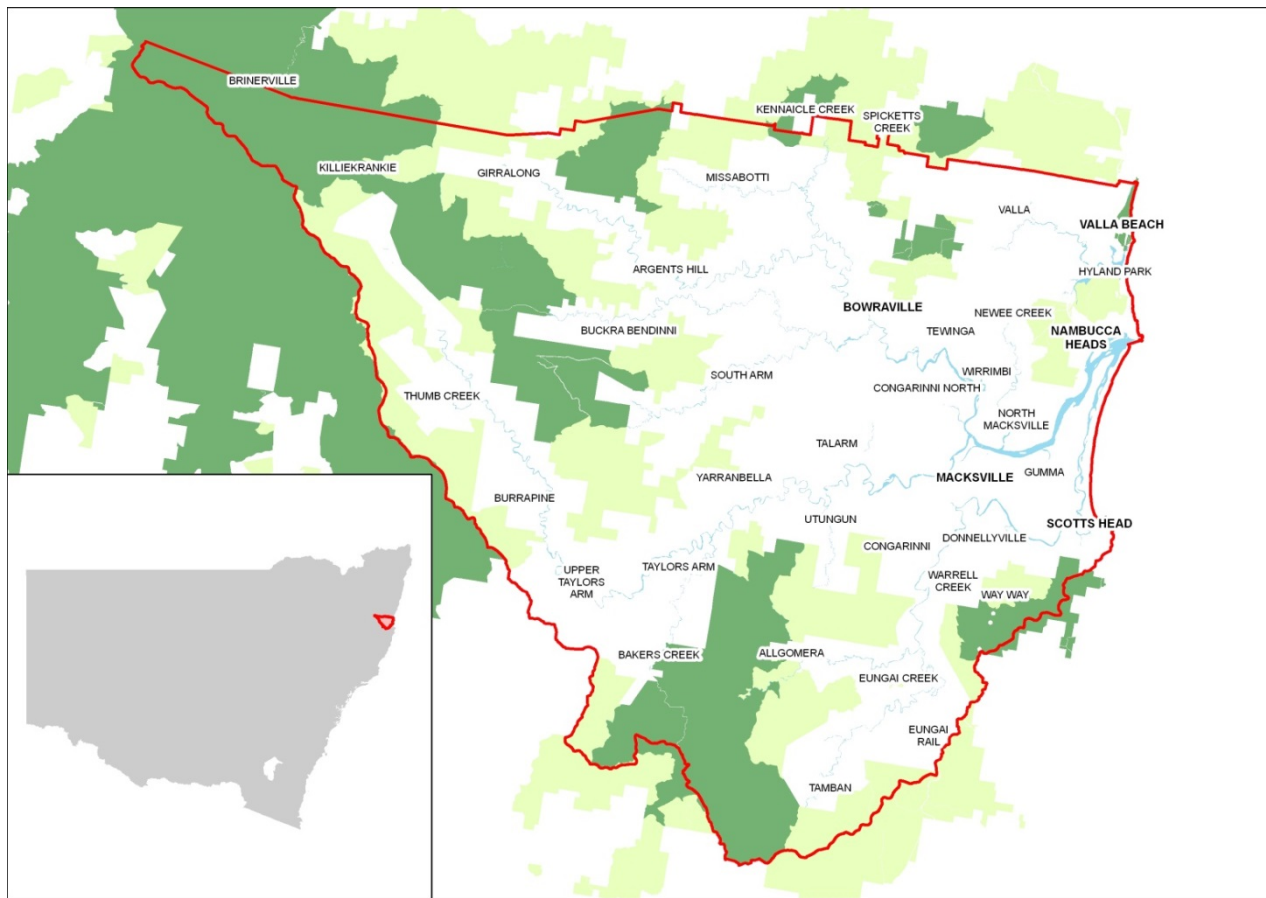 BRINERVILLE
KENNAICLE CREEK
SPICKETTS
CREEK
KILLIEKRANKIE
GIRRALONG
MISSABOTTI
VALLA
VALLA BEACH
ARGENTS HILL
HYLAND PARK
BOWRAVILLE
NEWEE CREEK
BUCKRA BENDINNI
TEWINGA
NAMBUCCA
HEADS
SOUTH ARM
WIRRIMBI
CONGARINNI NORTH
THUMB CREEK
NORTH
MACKSVILLE
TALARM
YARRANBELLA
MACKSVILLE
GUMMA
BURRAPINE
UTUNGUN
SCOTTS HEAD
CONGARINNI
DONNELLYVILLE
UPPER
TAYLORS
ARM
TAYLORS ARM
WARRELL
CREEK
WAY WAY
BAKERS CREEK
ALLGOMERA
EUNGAI CREEK
EUNGAI
RAIL
TAMBAN